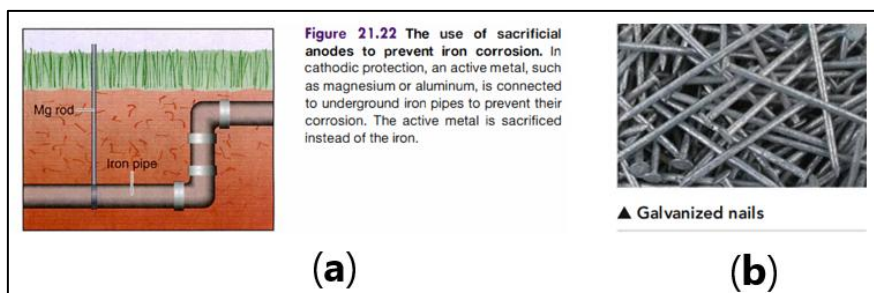 Mg rod
Iron pipe
Figure 21.22 The use of sacrificial
anodes to prevent iron corrosion. In
cathodic protection, an active metal, such
as magnesium or aluminum, is connected
to underground iron pipes to prevent their
corrosion. The active metal is sacrificed
instead of the iron.
▲ Galvanized nails
(a)
(b)